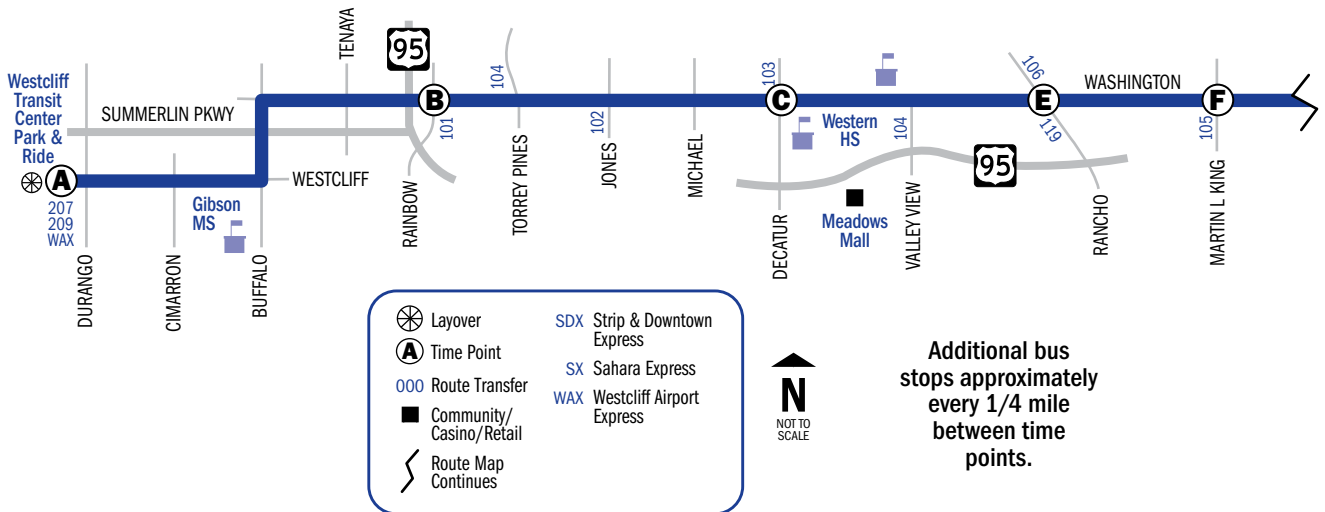 TENAYA
95
Westcliff
Transit
Center
Park &
Ride
SUMMERLIN PKWY
B
101
104
102
103
C
Western
HS
104
106
E
119
WASHINGTON
F
105
A
207
209
WAX
WESTCLIFF
Gibson
MS
95
Meadows
Mall
DURANGO
CIMARRON
BUFFALO
RAINBOW
TORREY PINES
JONES
MICHAEL
DECATUR
VALLEY VIEW
RANCHO
MARTIN L KING
Layover
A Time Point
000 Route Transfer
Community/
Casino/Retail
Route Map
Continues
SDX Strip & Downtown
Express
SX Sahara Express
WAX Westcliff Airport
Express
N
NOT TO
SCALE
Additional bus
stops approximately
every 1/4 mile
between time
points.